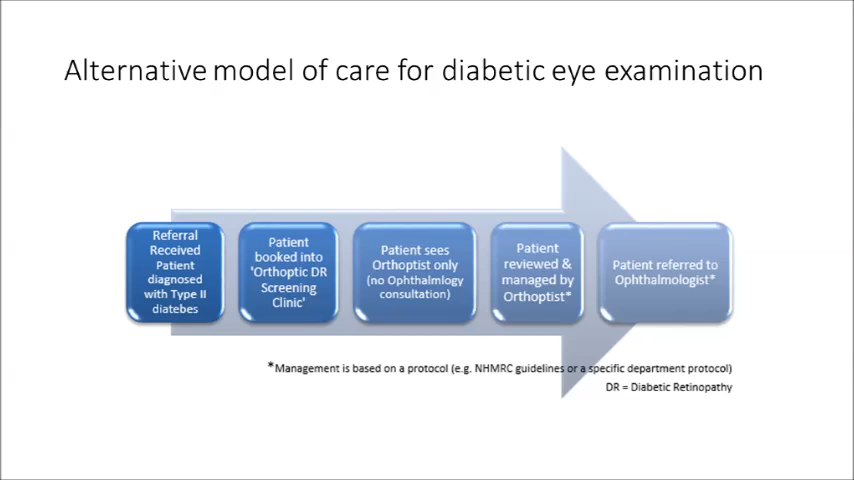 Alternative model of care for diabetic eye examination
Referral
Received
Patient
diagnosed
with Type II
diatebes
Patient
booked into
'Orthoptic DR
Screening
Clinic'
Patient sees
Orthoptist only
(no Ophthalmlogy
consultation)
Patient
reviewed &
managed by
Orthoptist*
Patient referred to
Ophthalmologist*
*Management is based on a protocol (e.g. NHMRC guidelines or a specific department protocol)
DR = Diabetic Retinopathy